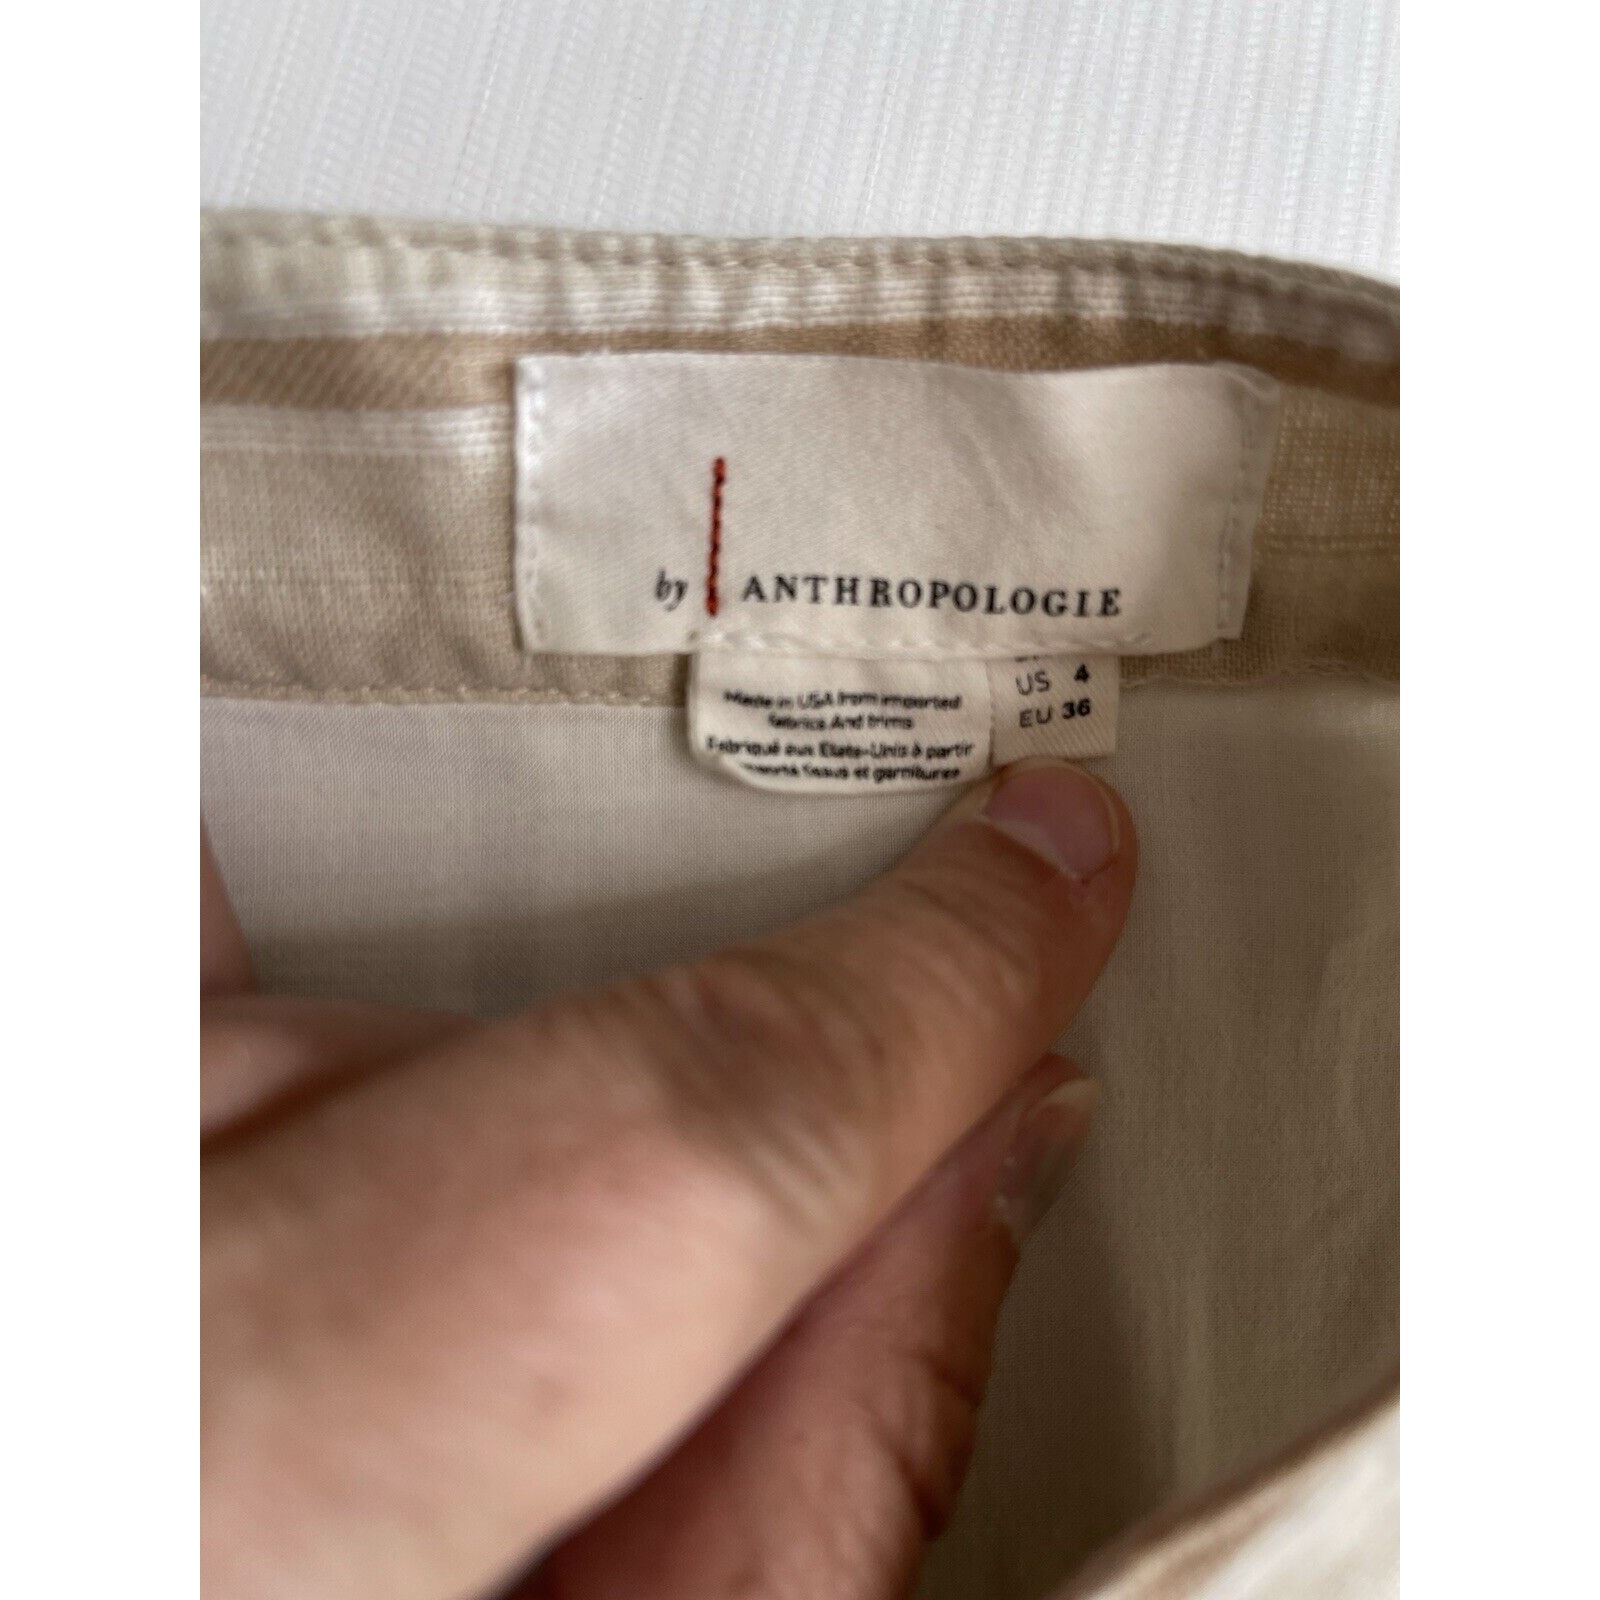 by ANTHROPOLOGIE
Made in USA from imported
fabrics And trims
Fabriqué aux Etats-Unis à partir
tissus et garnitures
US 4
EU 36